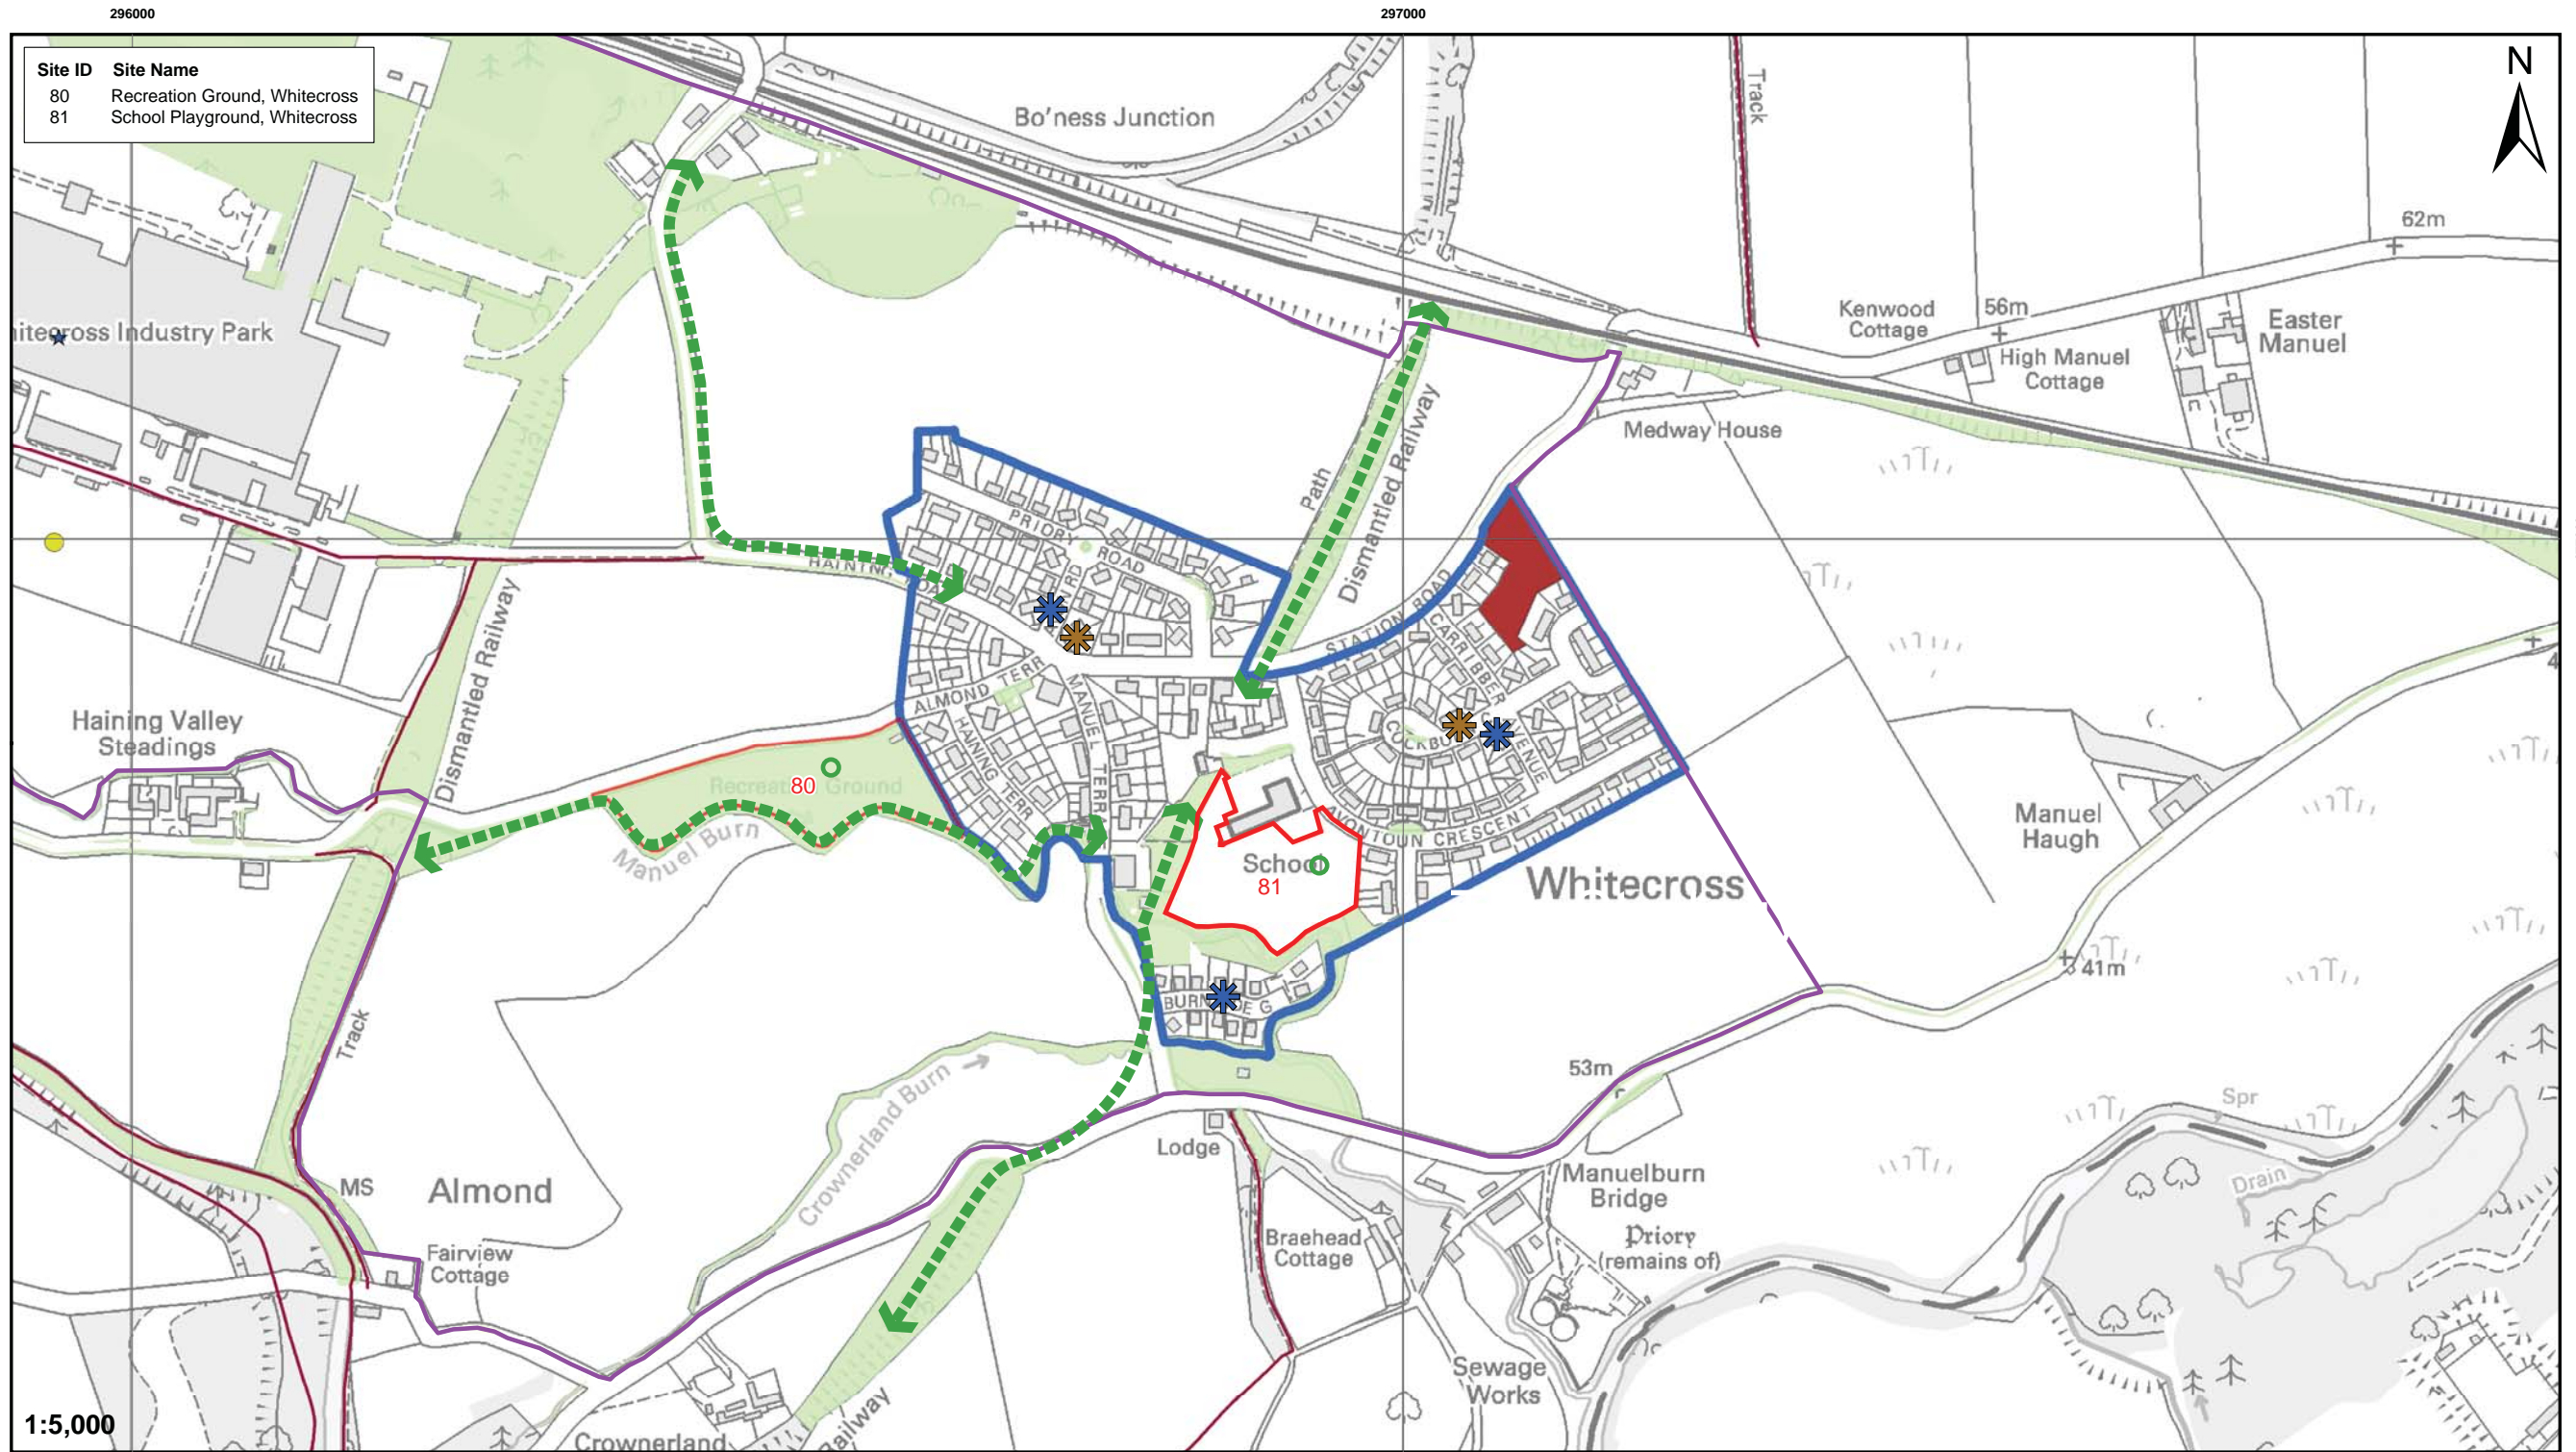 296000
297000
Site ID Site Name
80 Recreation Ground, Whitecross
81 School Playground, Whitecross
N
Bo'ness Junction
Track
62m
Kenwood
Cottage
56m
Easter
Manuel
High Manuel
Cottage
Industry Park
Medway House
Path
Dismantled Railway
PRIORY ROAD
HAINING
STATION ROAD
CARRIBBER
ALMOND TERR
MANUEL TERR
HAINING TERR
Dismantled Railway
Haining Valley
Steadings
Recreation Ground
80
Manuel Burn
CRESCENT
School
81
Whitecross
Manuel
Haugh
41m
Track
Crownerland Burn
53m
Spr
Drain
Lodge
MS
Almond
Manuelburn
Bridge
Priory
(remains of)
Braehead
Cottage
Fairview
Cottage
Sewage
Works
1:5,000
Crownerland